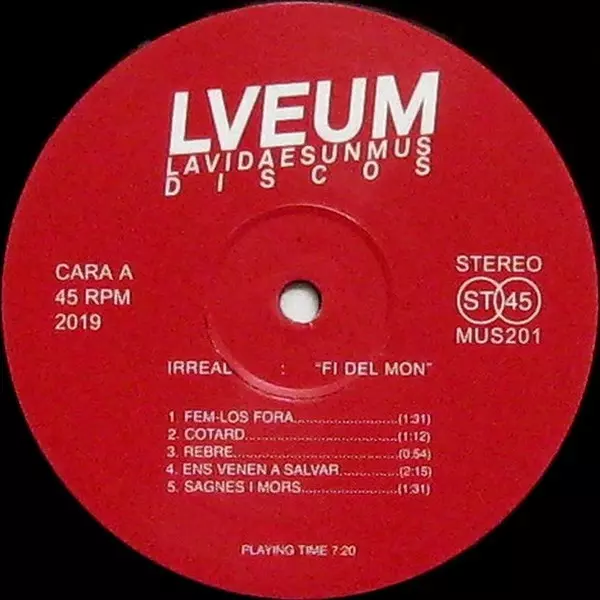 LVEUM
LAVIDAESUNMUS
DISCOS
CARA A
45 RPM
2019
STEREO
ST 45
MUS201
IRREAL : "FI DEL MON"
1. FEM-LOS FORA (1:31)
2. COTARD (1:12)
3. REBRE (0:54)
4. ENS VENEN A SALVAR (2:15)
5. SAGNES I MORS (1:31)
PLAYING TIME 7:20